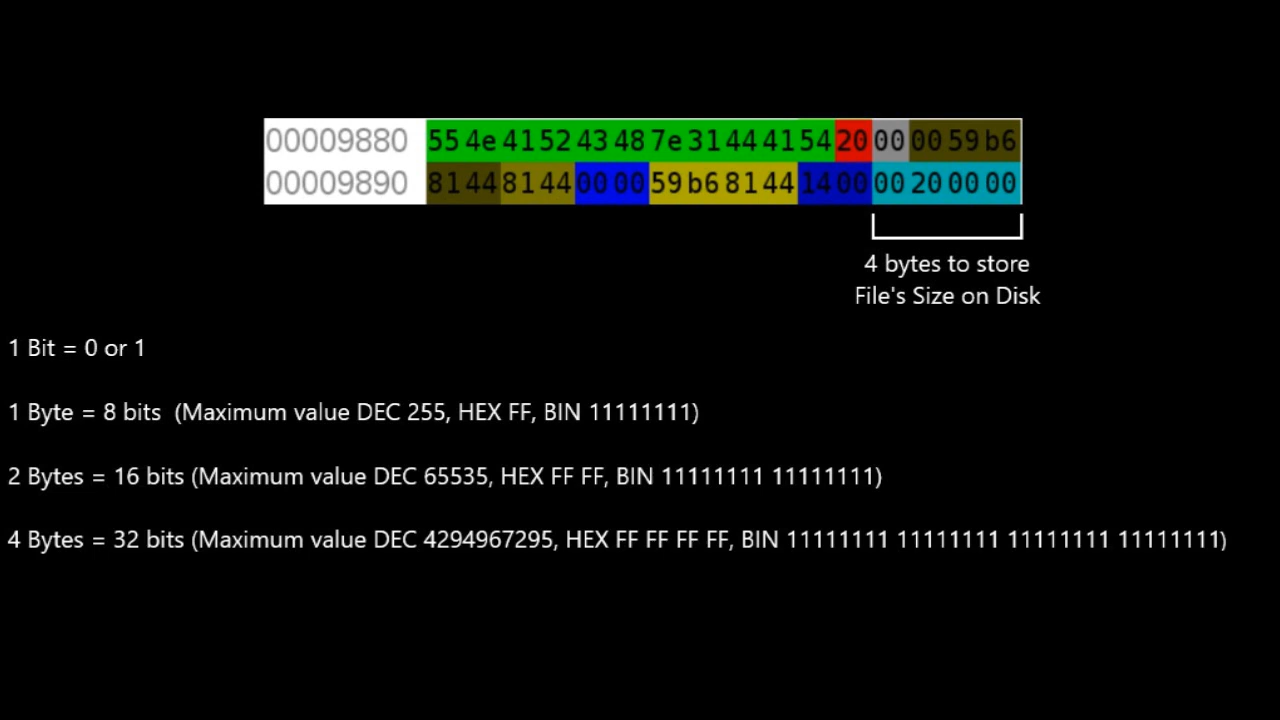 00009880 55 4e 41 52 43 48 7e 31 44 41 54 20 00 00 59 b6
00009890 81 44 81 44 00 00 59 b6 81 44 14 00 00 20 00 00
4 bytes to store
File's Size on Disk
1 Bit = 0 or 1
1 Byte = 8 bits  (Maximum value DEC 255, HEX FF, BIN 11111111)
2 Bytes = 16 bits (Maximum value DEC 65535, HEX FF FF, BIN 11111111 11111111)
4 Bytes = 32 bits (Maximum value DEC 4294967295, HEX FF FF FF FF, BIN 11111111 11111111 11111111 11111111)